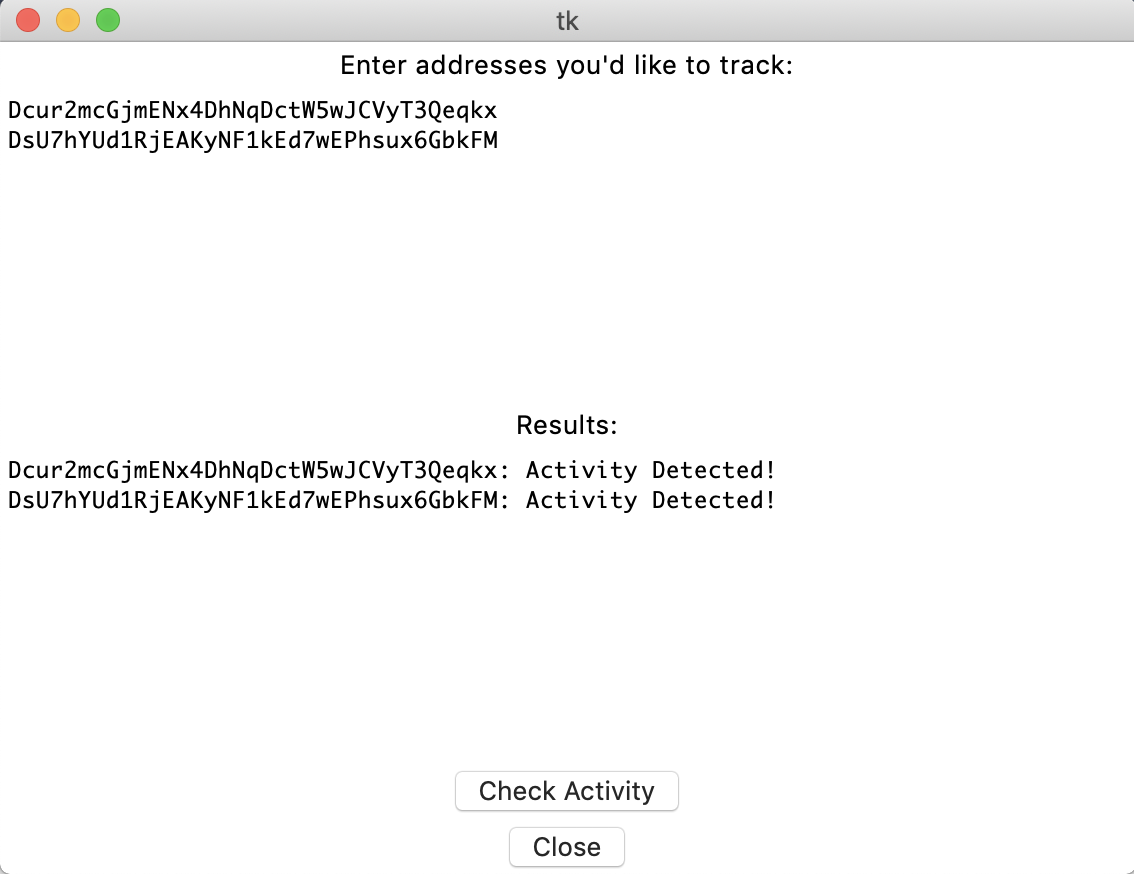 tk
Enter addresses you'd like to track:
Dcur2mcGjmENx4DhNqDctW5wJCVyT3Qeqkx
DsU7hYUd1RjEAKyNF1kEd7wEPhsux6GbkFM
Results:
Dcur2mcGjmENx4DhNqDctW5wJCVyT3Qeqkx: Activity Detected!
DsU7hYUd1RjEAKyNF1kEd7wEPhsux6GbkFM: Activity Detected!
Check Activity
Close